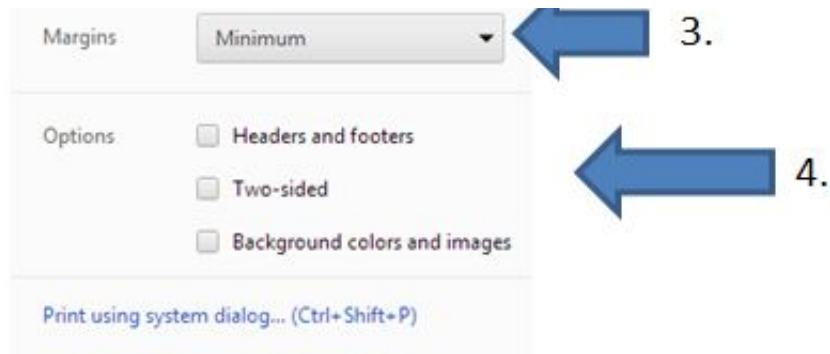 Margins Minimum 3.
Options Headers and footers
Two-sided 4.
Background colors and images
Print using system dialog... (Ctrl+Shift+P)